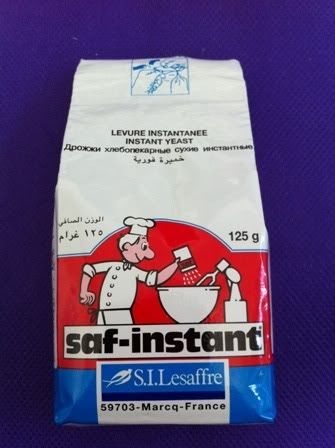 LEVURE INSTANTANEE
INSTANT YEAST
Дрожжи хлебопекарные сухие инстантные
خميرة فورية
الوزن الصافي
١٢٥ غرام
125 g
saf-instant
S.I.Lesaffre
59703-Marcq-France